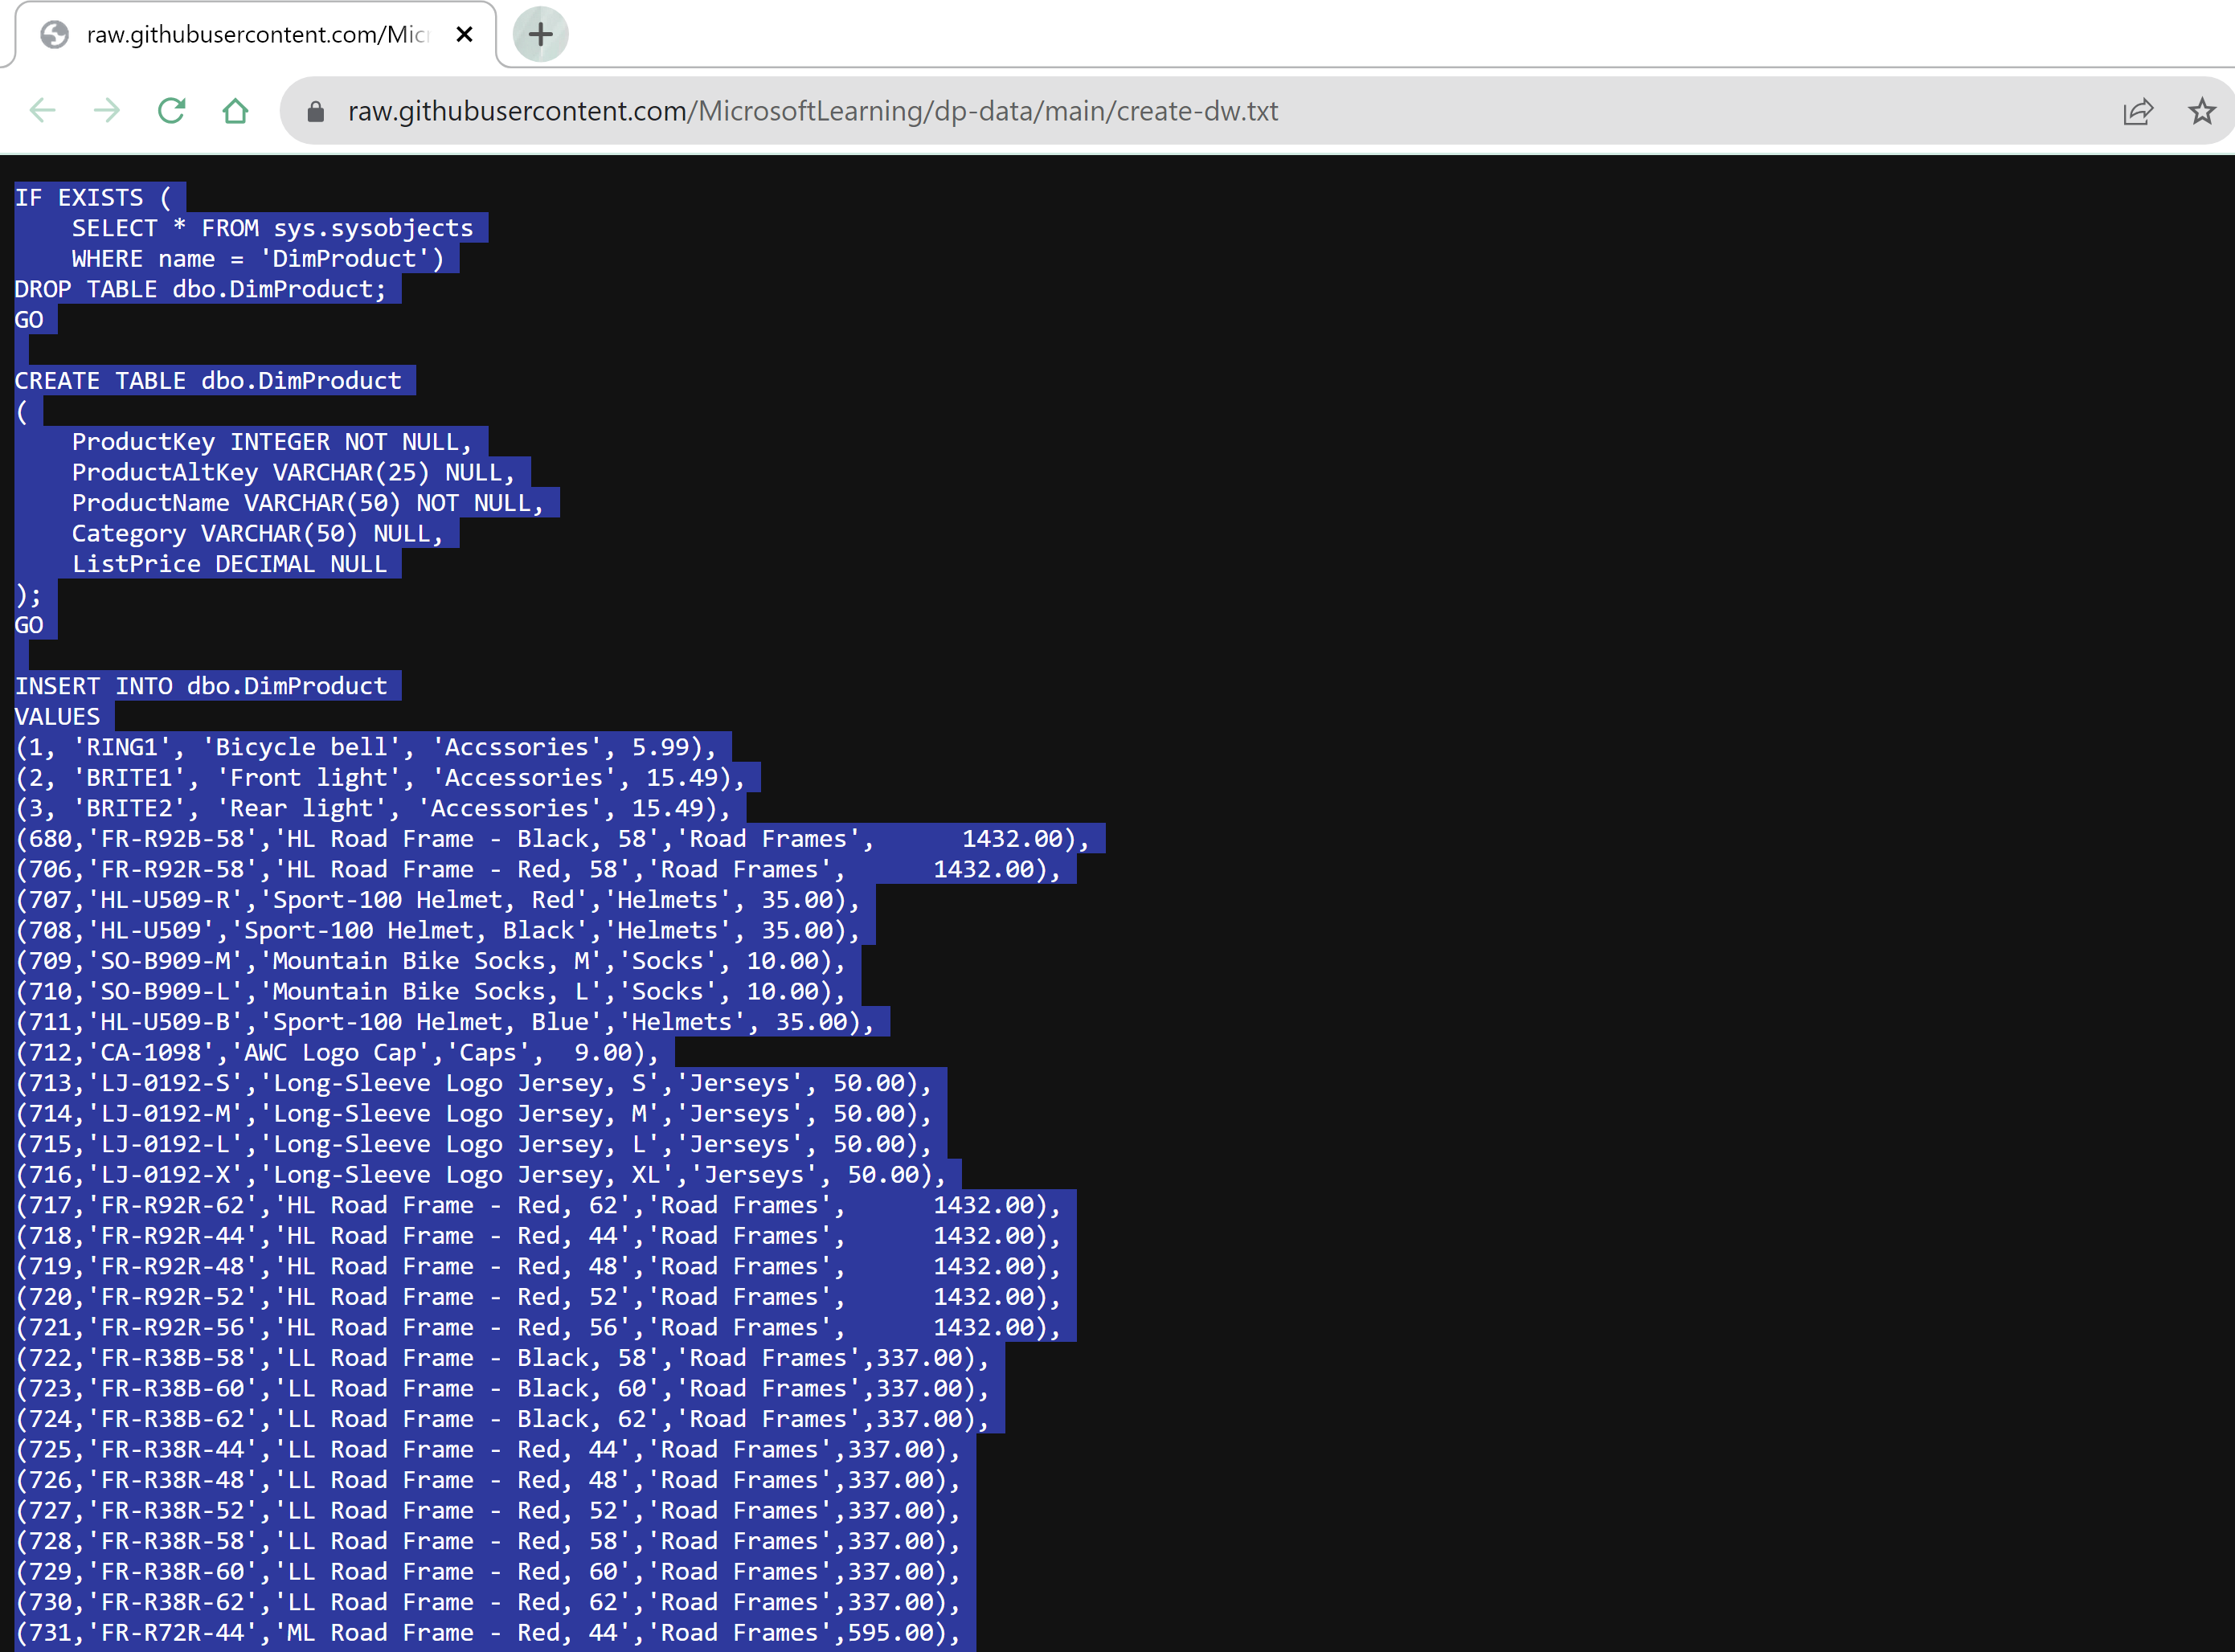 raw.githubusercontent.com/Mic
raw.githubusercontent.com/MicrosoftLearning/dp-data/main/create-dw.txt
IF EXISTS (
    SELECT * FROM sys.sysobjects
    WHERE name = 'DimProduct')
DROP TABLE dbo.DimProduct;
GO

CREATE TABLE dbo.DimProduct
(
    ProductKey INTEGER NOT NULL,
    ProductAltKey VARCHAR(25) NULL,
    ProductName VARCHAR(50) NOT NULL,
    Category VARCHAR(50) NULL,
    ListPrice DECIMAL NULL
);
GO

INSERT INTO dbo.DimProduct
VALUES
(1, 'RING1', 'Bicycle bell', 'Accssories', 5.99),
(2, 'BRITE1', 'Front light', 'Accessories', 15.49),
(3, 'BRITE2', 'Rear light', 'Accessories', 15.49),
(680,'FR-R92B-58','HL Road Frame - Black, 58','Road Frames',      1432.00),
(706,'FR-R92R-58','HL Road Frame - Red, 58','Road Frames',      1432.00),
(707,'HL-U509-R','Sport-100 Helmet, Red','Helmets', 35.00),
(708,'HL-U509','Sport-100 Helmet, Black','Helmets', 35.00),
(709,'SO-B909-M','Mountain Bike Socks, M','Socks', 10.00),
(710,'SO-B909-L','Mountain Bike Socks, L','Socks', 10.00),
(711,'HL-U509-B','Sport-100 Helmet, Blue','Helmets', 35.00),
(712,'CA-1098','AWC Logo Cap','Caps',  9.00),
(713,'LJ-0192-S','Long-Sleeve Logo Jersey, S','Jerseys', 50.00),
(714,'LJ-0192-M','Long-Sleeve Logo Jersey, M','Jerseys', 50.00),
(715,'LJ-0192-L','Long-Sleeve Logo Jersey, L','Jerseys', 50.00),
(716,'LJ-0192-X','Long-Sleeve Logo Jersey, XL','Jerseys', 50.00),
(717,'FR-R92R-62','HL Road Frame - Red, 62','Road Frames',      1432.00),
(718,'FR-R92R-44','HL Road Frame - Red, 44','Road Frames',      1432.00),
(719,'FR-R92R-48','HL Road Frame - Red, 48','Road Frames',      1432.00),
(720,'FR-R92R-52','HL Road Frame - Red, 52','Road Frames',      1432.00),
(721,'FR-R92R-56','HL Road Frame - Red, 56','Road Frames',      1432.00),
(722,'FR-R38B-58','LL Road Frame - Black, 58','Road Frames',337.00),
(723,'FR-R38B-60','LL Road Frame - Black, 60','Road Frames',337.00),
(724,'FR-R38B-62','LL Road Frame - Black, 62','Road Frames',337.00),
(725,'FR-R38R-44','LL Road Frame - Red, 44','Road Frames',337.00),
(726,'FR-R38R-48','LL Road Frame - Red, 48','Road Frames',337.00),
(727,'FR-R38R-52','LL Road Frame - Red, 52','Road Frames',337.00),
(728,'FR-R38R-58','LL Road Frame - Red, 58','Road Frames',337.00),
(729,'FR-R38R-60','LL Road Frame - Red, 60','Road Frames',337.00),
(730,'FR-R38R-62','LL Road Frame - Red, 62','Road Frames',337.00),
(731,'FR-R72R-44','ML Road Frame - Red, 44','Road Frames',595.00),